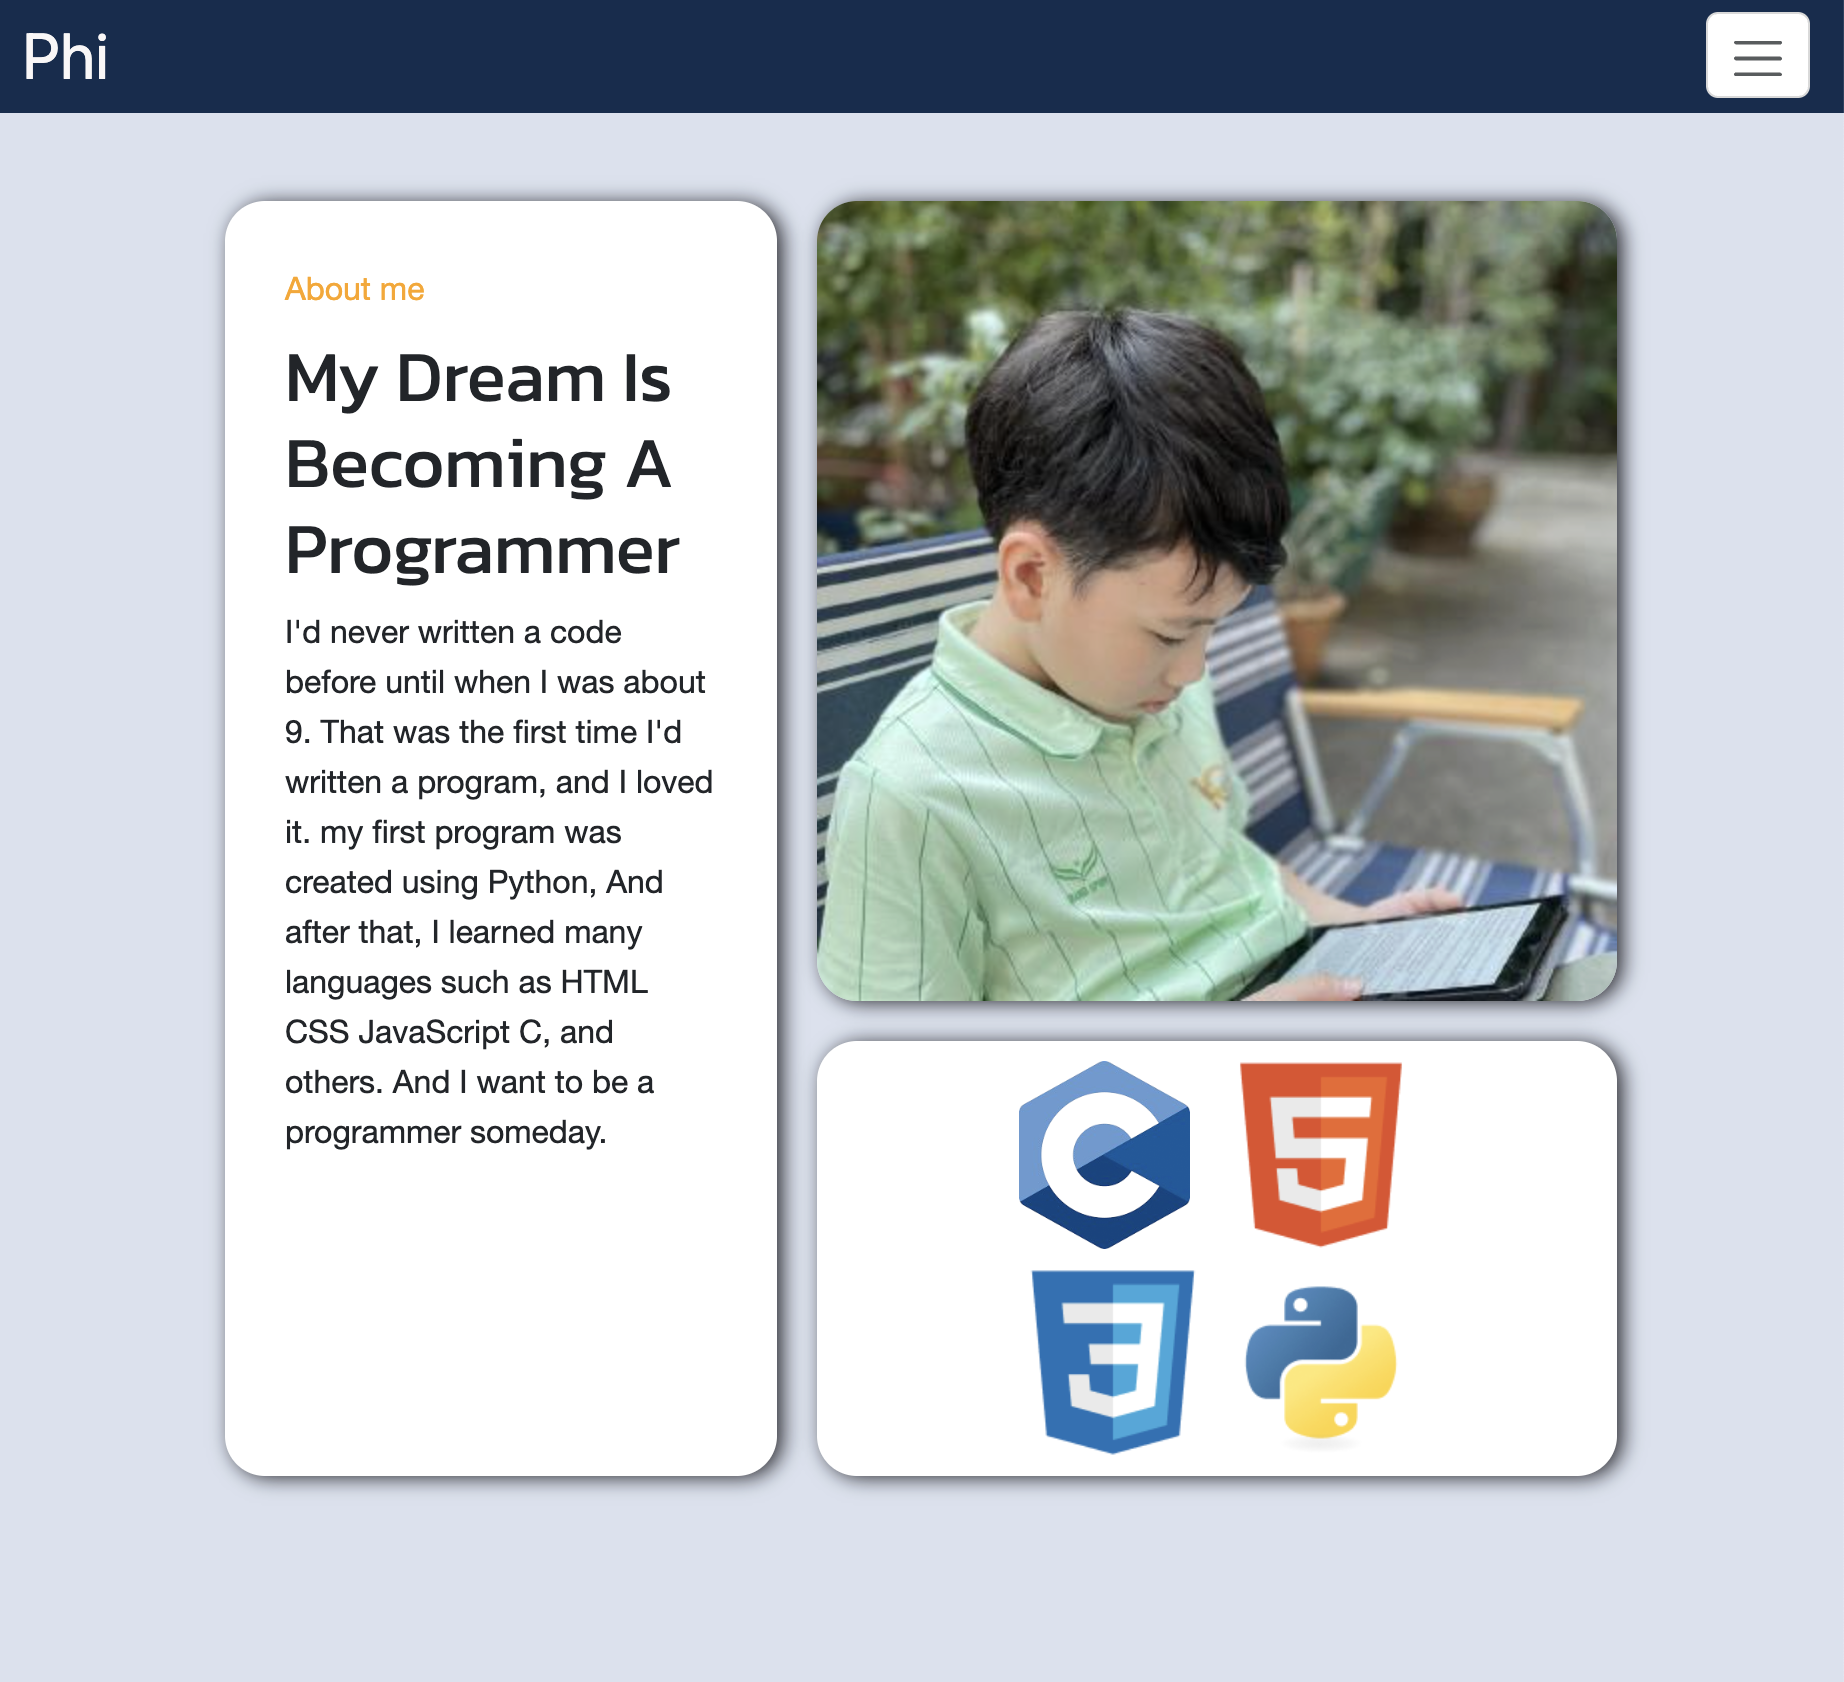 Phi
About me
My Dream Is
Becoming A
Programmer
I'd never written a code
before until when I was about
9. That was the first time I'd
written a program, and I loved
it. my first program was
created using Python, And
after that, I learned many
languages such as HTML
CSS JavaScript C, and
others. And I want to be a
programmer someday.